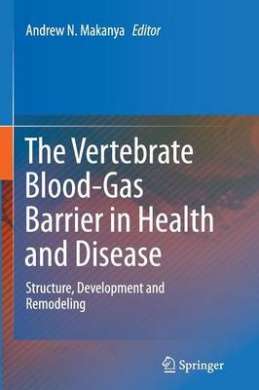 Andrew N. Makanya Editor
The Vertebrate
Blood-Gas
Barrier in Health
and Disease
Structure, Development and
Remodeling
Springer